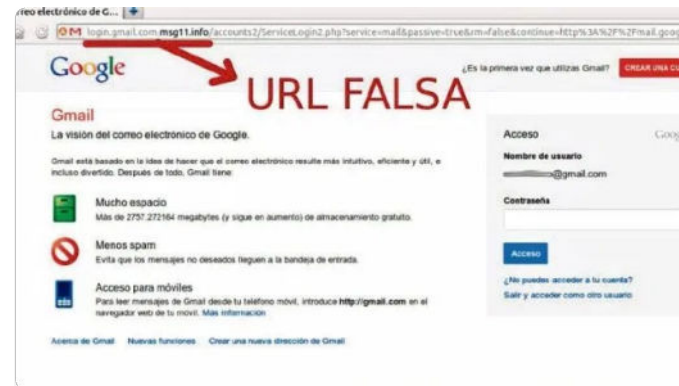 reo electrónico de G...
login.gmail.com.msg11.info/accounts2/ServiceLogin2.php?service=mail&passive=true&rm=false&continue=http%3A%2F%2Fmail.goog
Google
¿Es la primera vez que utilizas Gmail? CREAR UNA CU
URL FALSA
Gmail
La visión del correo electrónico de Google.
Gmail está basado en la idea de hacer que el correo electrónico resulte más intuitivo, eficiente y útil, e
incluso divertido. Después de todo, Gmail tiene:
Mucho espacio
Más de 2757.272164 megabytes (y sigue en aumento) de almacenamiento gratuito.
Menos spam
Evita que los mensajes no deseados lleguen a la bandeja de entrada.
Acceso para móviles
Para leer mensajes de Gmail desde tu teléfono móvil, introduce http://gmail.com en el
navegador web de tu móvil. Más información
Acerca de Gmail Nuevas funciones Crear una nueva dirección de Gmail
Acceso Goog
Nombre de usuario
@gmail.com
Contraseña
Acceso
¿No puedes acceder a tu cuenta?
Salir y acceder como otro usuario